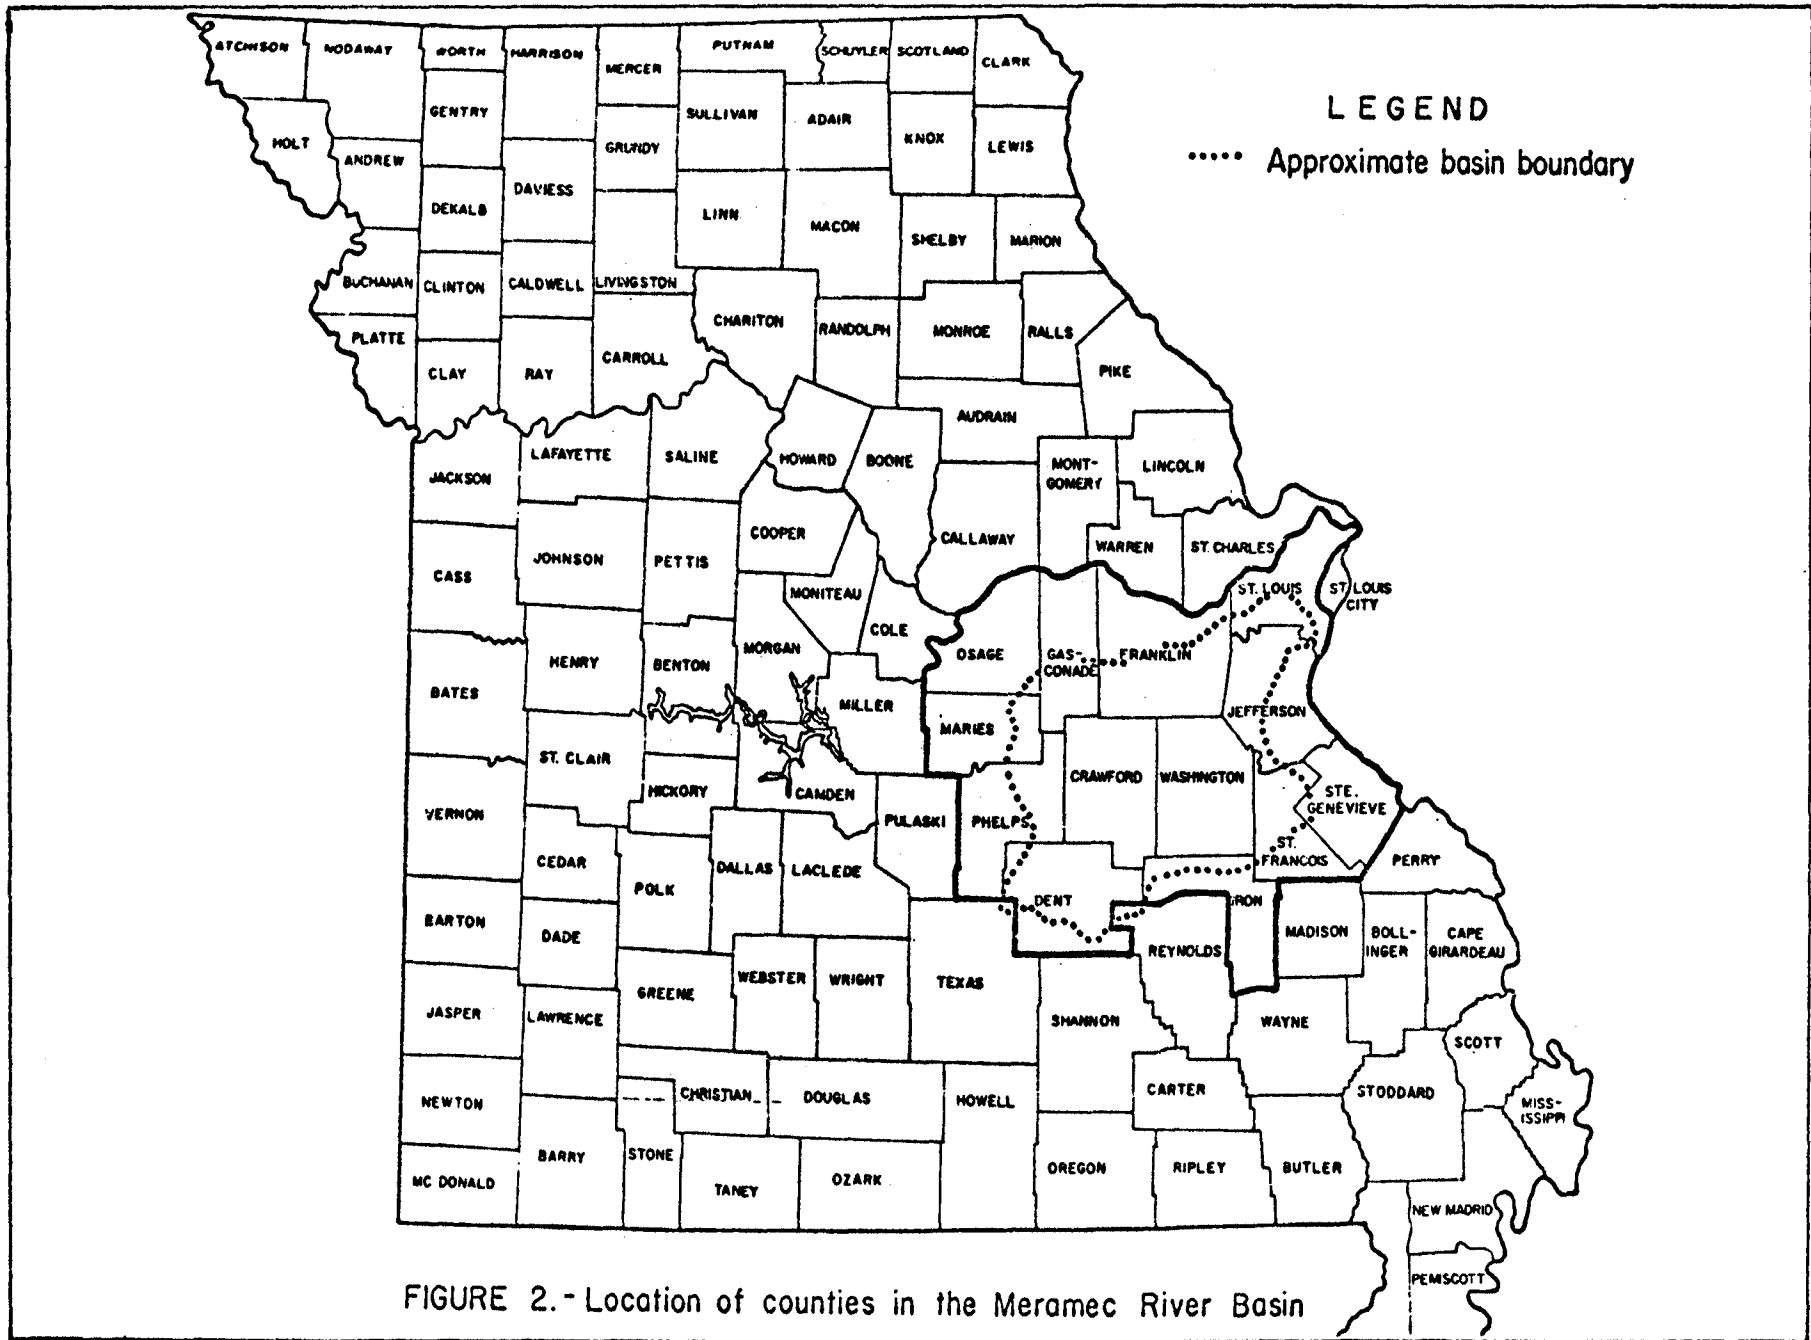 ATCHISON
NODAWAY
WORTH
HARRISON
MERCER
PUTNAM
SCHUYLER
SCOTLAND
CLARK
LEGEND
Approximate basin boundary
GENTRY
SULLIVAN
ADAIR
KNOX
LEWIS
HOLT
ANDREW
GRUNDY
DAVIESS
DEKALB
LINN
MACON
SHELBY
MARION
BUCHANAN
CLINTON
CALDWELL
LIVINGSTON
CHARITON
RANDOLPH
MONROE
RALLS
PLATTE
CLAY
RAY
CARROLL
PIKE
AUDRAIN
JACKSON
LAFAYETTE
SALINE
HOWARD
BOONE
MONT-
GOMERY
LINCOLN
COOPER
CALLAWAY
WARREN
ST. CHARLES
CASS
JOHNSON
PETTIS
MONITEAU
ST. LOUIS
ST. LOUIS
CITY
COLE
HENRY
BENTON
MORGAN
OSAGE
GAS-
CONADE
FRANKLIN
BATES
MILLER
MARIES
JEFFERSON
ST. CLAIR
HICKORY
CAMDEN
CRAWFORD
WASHINGTON
STE.
GENEVIEVE
VERNON
PULASKI
PHELPS
ST.
FRANCOIS
PERRY
CEDAR
POLK
DALLAS
LACLEDE
DENT
IRON
BARTON
DADE
REYNOLDS
MADISON
BOLL-
INGER
CAPE
GIRARDEAU
GREENE
WEBSTER
WRIGHT
TEXAS
JASPER
LAWRENCE
SHANNON
WAYNE
SCOTT
NEWTON
CHRISTIAN
DOUGLAS
HOWELL
CARTER
STODDARD
MISS-
ISSIPPI
BARRY
STONE
MC DONALD
TANEY
OZARK
OREGON
RIPLEY
BUTLER
NEW MADRID
PEMISCOTT
FIGURE 2.- Location of counties in the Meramec River Basin